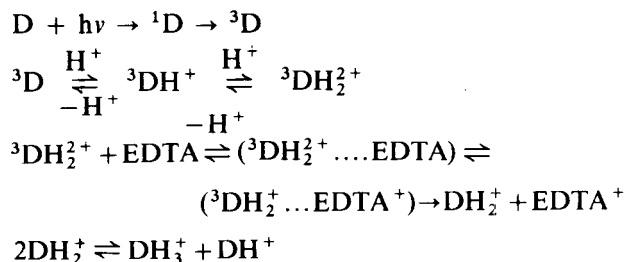 D + hν → ¹D → ³D
H⁺ H⁺
³D ⇌ ³DH⁺ ⇌ ³DH₂²⁺
−H⁺ −H⁺
³DH₂²⁺ + EDTA ⇌ (³DH₂²⁺ ....EDTA) ⇌
(³DH₂⁺ ...EDTA⁺) → DH₂⁺ + EDTA⁺
2DH₂⁺ ⇌ DH₃⁺ + DH⁺